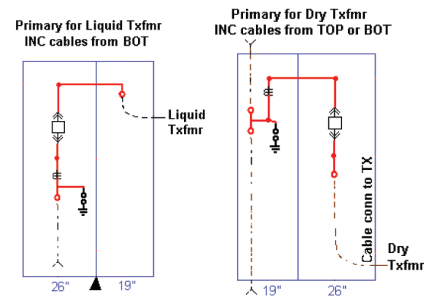 Primary for Liquid Txfmr
INC cables from BOT
Liquid
Txfmr
26"
19"
Primary for Dry Txfmr
INC cables from TOP or BOT
Cable conn to TX
Dry
Txfmr
19"
26"